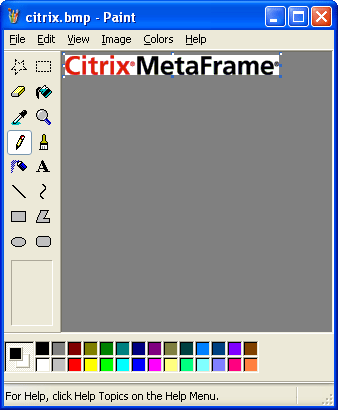 citrix.bmp - Paint
File Edit View Image Colors Help
Citrix® MetaFrame®
A
For Help, click Help Topics on the Help Menu.